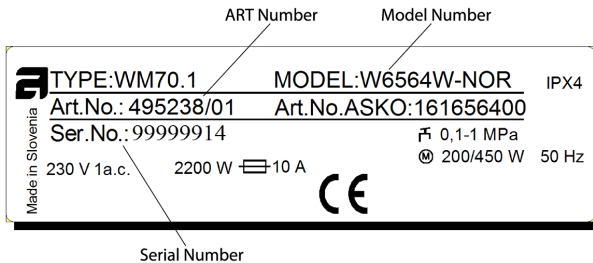 ART Number Model Number
TYPE:WM70.1 MODEL:W6564W-NOR IPX4
Art.No.: 495238/01 Art.No.ASKO:161656400
Ser.No.: 99999914 0,1-1 MPa
M 200/450 W 50 Hz
230 V 1a.c. 2200 W 10 A
Made in Slovenia
CE
Serial Number